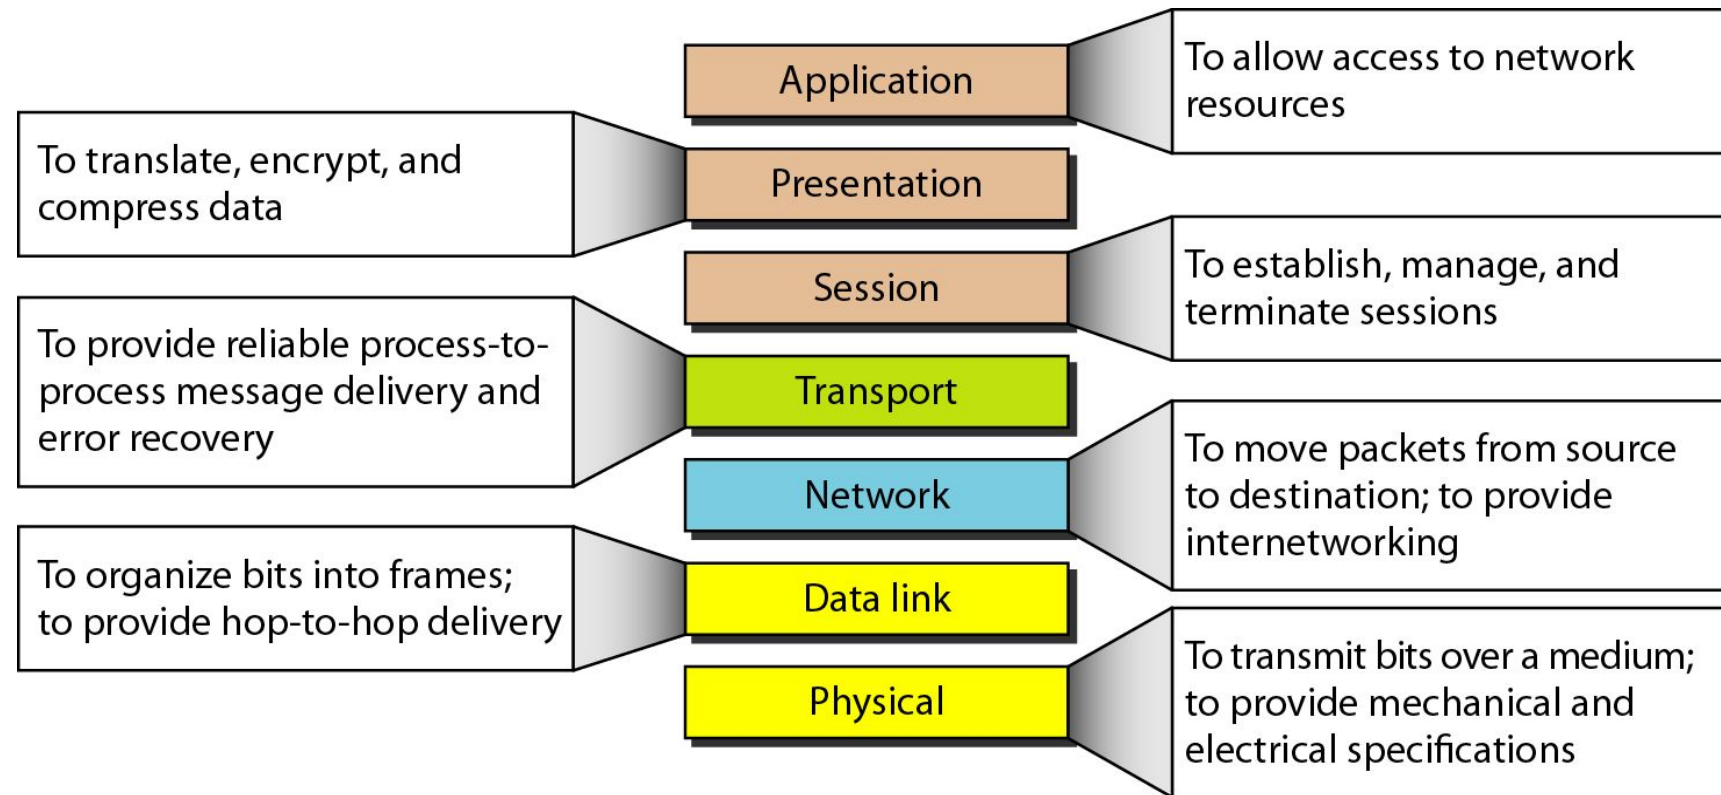 Application
To allow access to network
resources
To translate, encrypt, and
compress data
Presentation
Session
To establish, manage, and
terminate sessions
To provide reliable process-to-
process message delivery and
error recovery
Transport
Network
To move packets from source
to destination; to provide
internetworking
To organize bits into frames;
to provide hop-to-hop delivery
Data link
Physical
To transmit bits over a medium;
to provide mechanical and
electrical specifications